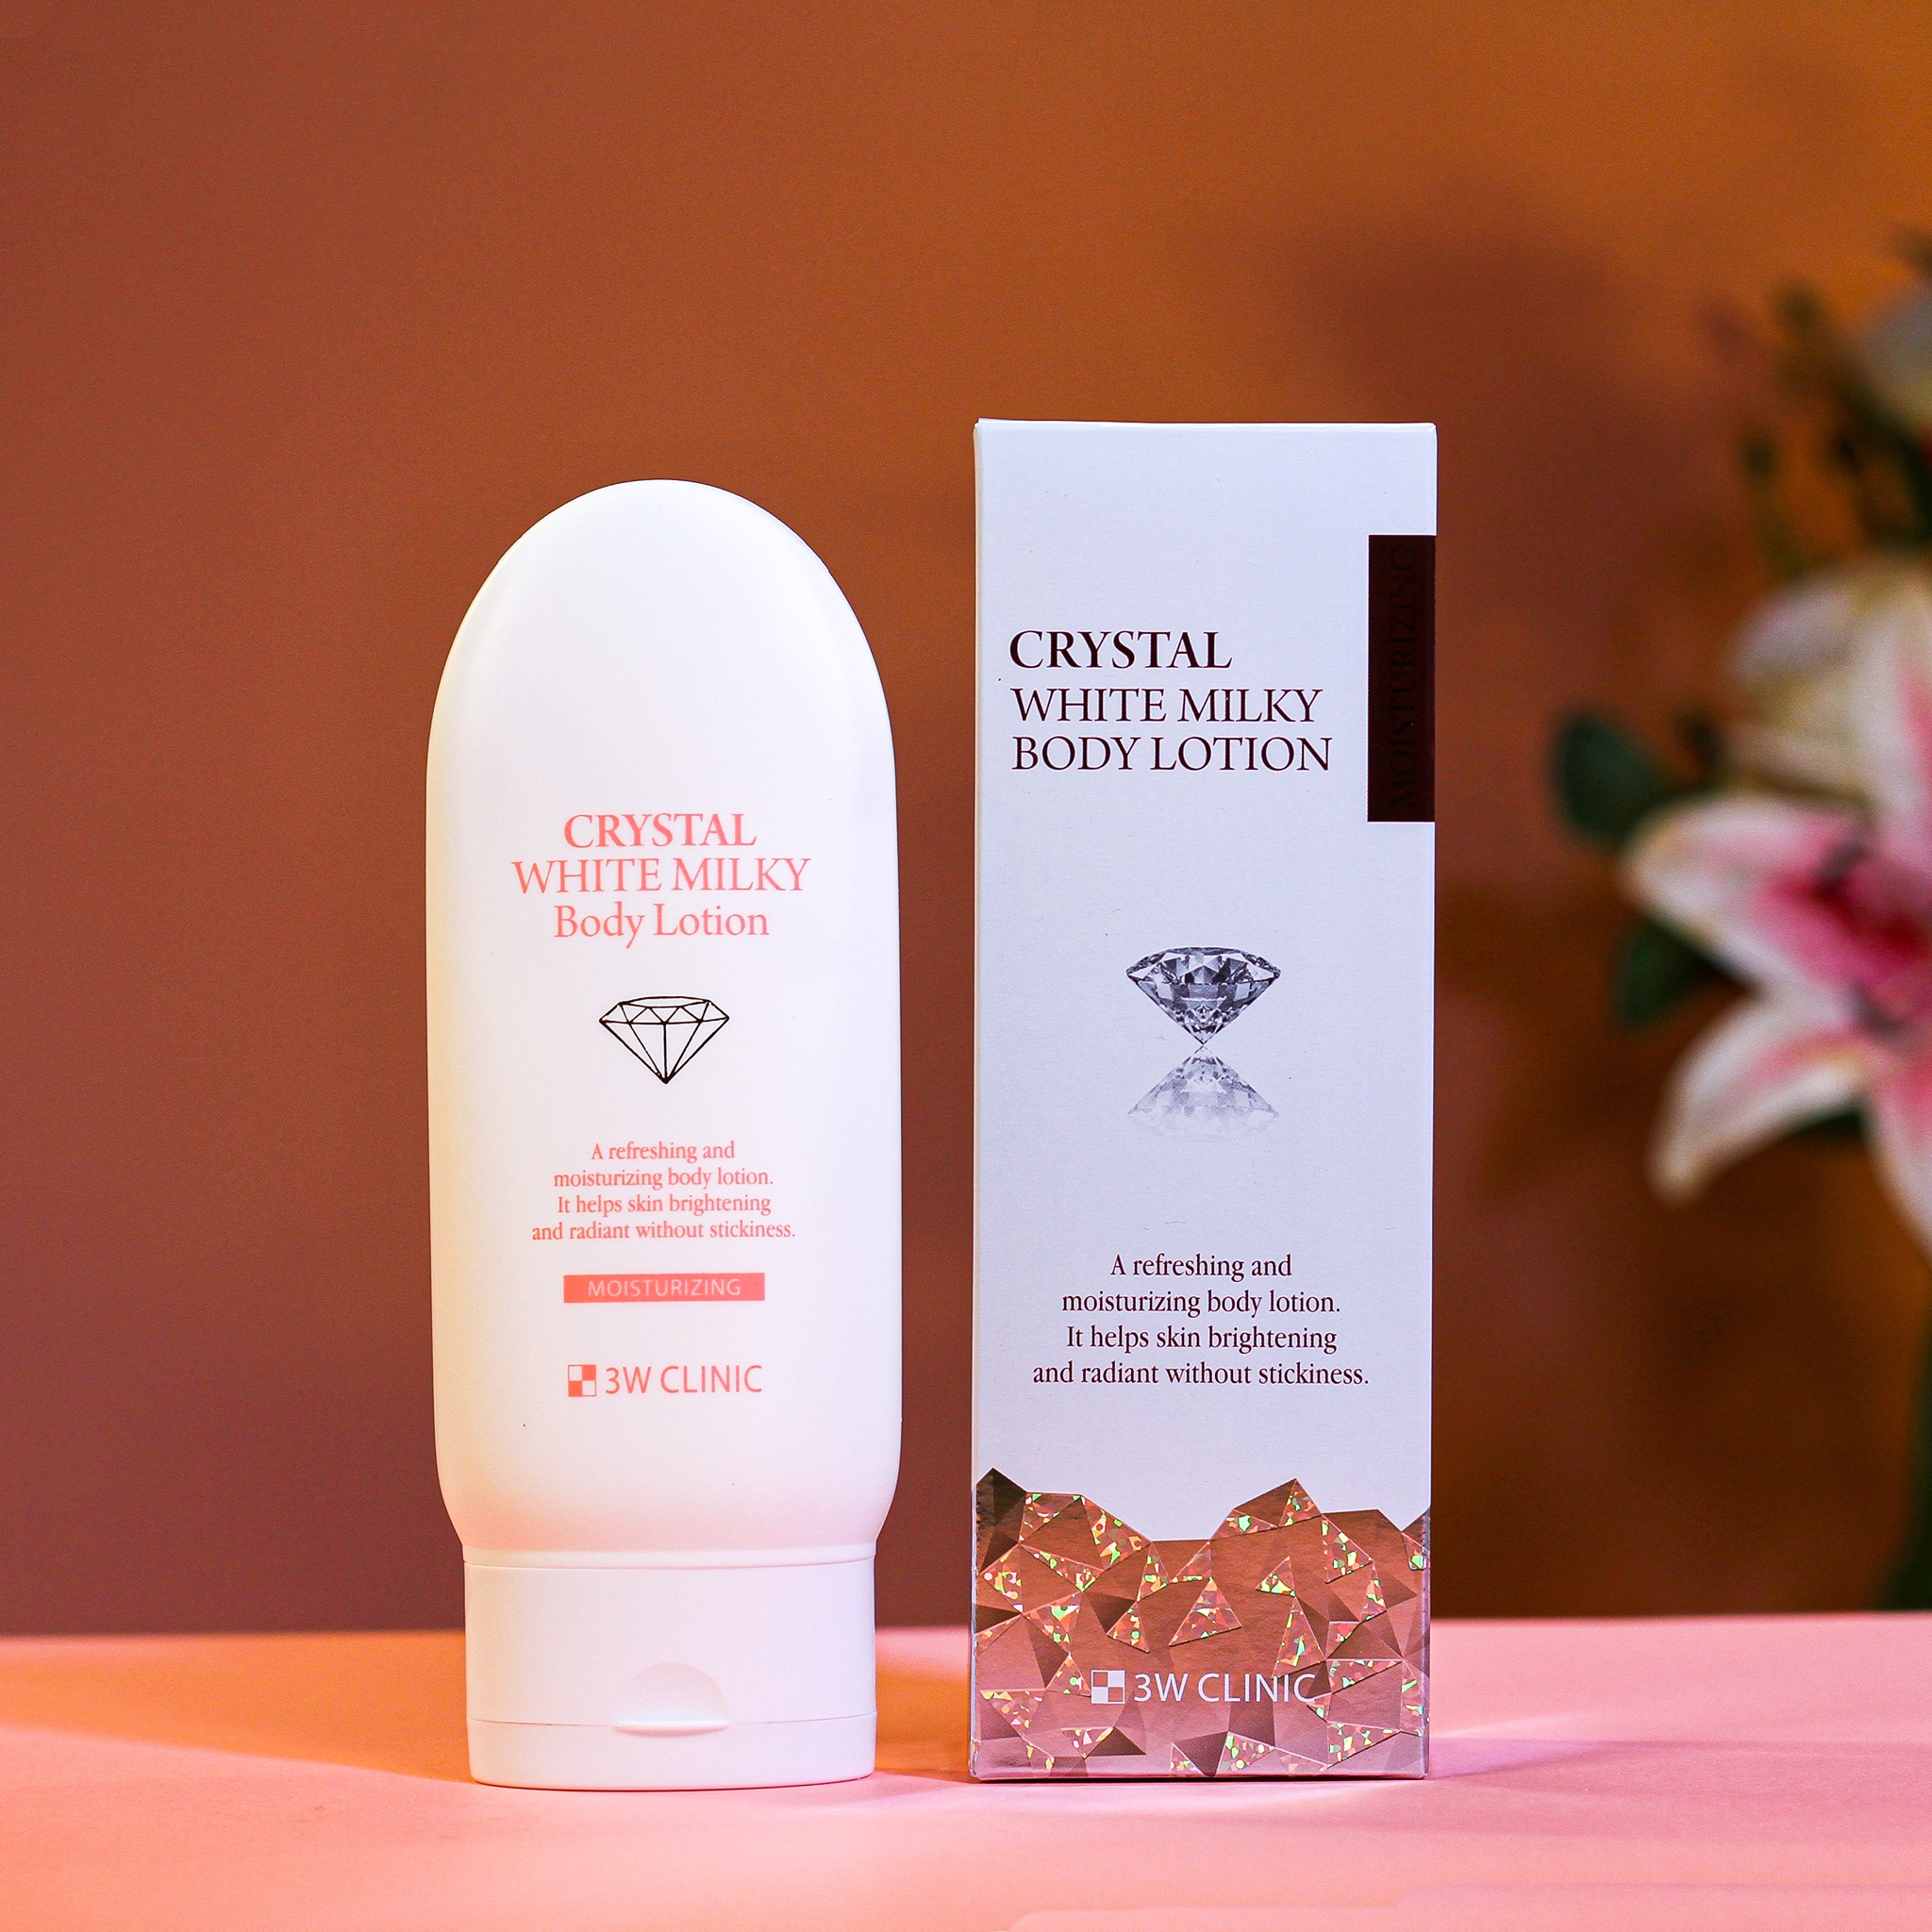 CRYSTAL
WHITE MILKY
Body Lotion
A refreshing and
moisturizing body lotion.
It helps skin brightening
and radiant without stickiness.
MOISTURIZING
3W CLINIC
MOISTURIZING
CRYSTAL
WHITE MILKY
BODY LOTION
A refreshing and
moisturizing body lotion.
It helps skin brightening
and radiant without stickiness.
3W CLINIC